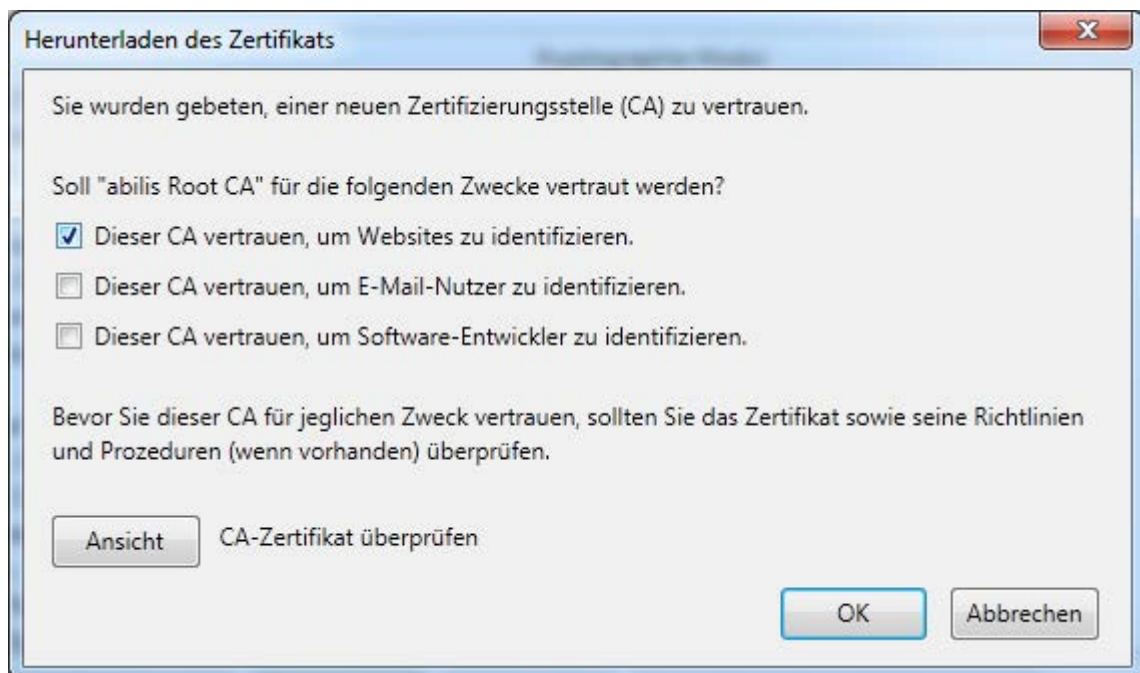 Herunterladen des Zertifikats
Sie wurden gebeten, einer neuen Zertifizierungsstelle (CA) zu vertrauen.
Soll "abilis Root CA" für die folgenden Zwecke vertraut werden?
Dieser CA vertrauen, um Websites zu identifizieren.
Dieser CA vertrauen, um E-Mail-Nutzer zu identifizieren.
Dieser CA vertrauen, um Software-Entwickler zu identifizieren.
Bevor Sie dieser CA für jeglichen Zweck vertrauen, sollten Sie das Zertifikat sowie seine Richtlinien
und Prozeduren (wenn vorhanden) überprüfen.
Ansicht CA-Zertifikat überprüfen
OK Abbrechen